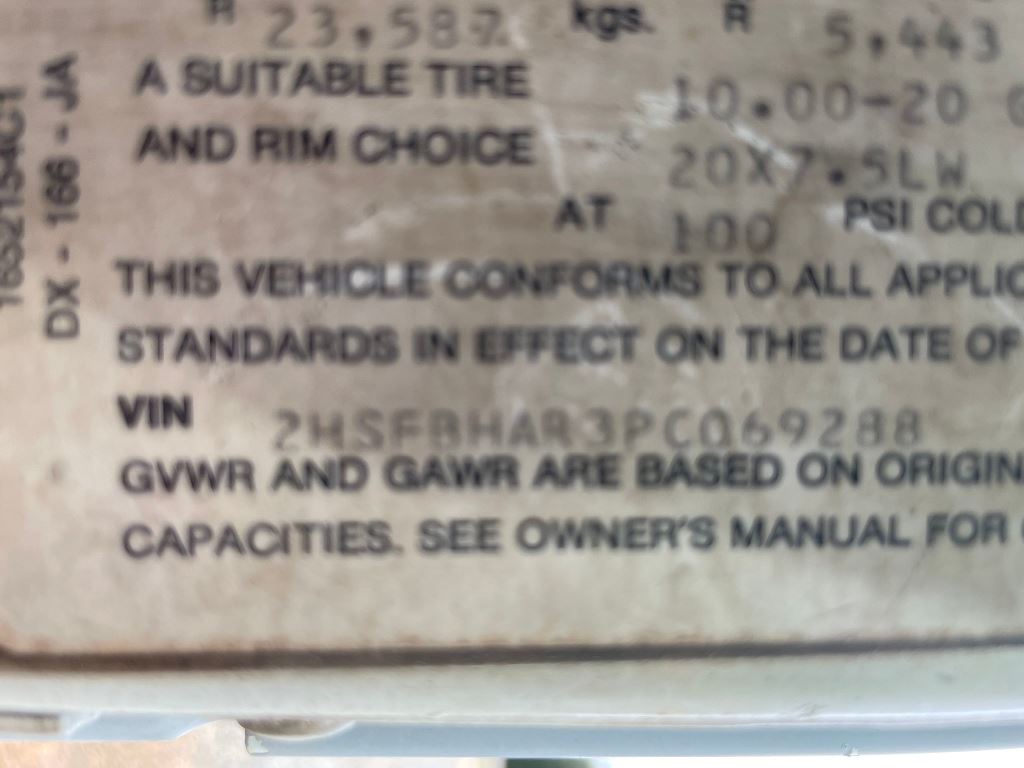 R 23,587 kgs. R 5,443
A SUITABLE TIRE 10.00-20
AND RIM CHOICE 20X7.5LW
AT 100 PSI COLD
THIS VEHICLE CONFORMS TO ALL APPLIC
STANDARDS IN EFFECT ON THE DATE OF
VIN 2HSFBHAR3PC069288
GVWR AND GAWR ARE BASED ON ORIGIN
CAPACITIES. SEE OWNER'S MANUAL FOR
1652154C1
DX - 166 - JA